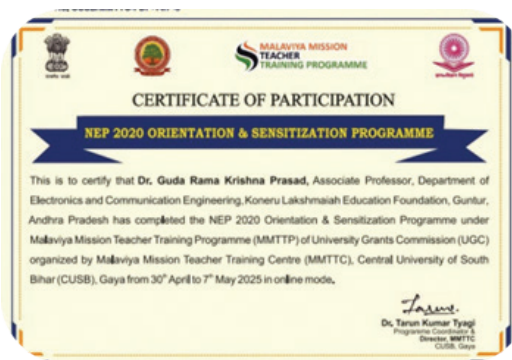 MALAVIYA MISSION
TEACHER
TRAINING PROGRAMME
CERTIFICATE OF PARTICIPATION
NEP 2020 ORIENTATION & SENSITIZATION PROGRAMME
This is to certify that Dr. Guda Rama Krishna Prasad, Associate Professor, Department of
Electronics and Communication Engineering, Koneru Lakshmaiah Education Foundation, Guntur,
Andhra Pradesh has completed the NEP 2020 Orientation & Sensitization Programme under
Malaviya Mission Teacher Training Programme (MMTTP) of University Grants Commission (UGC)
organized by Malaviya Mission Teacher Training Centre (MMTTC), Central University of South
Bihar (CUSB), Gaya from 30th April to 7th May 2025 in online mode.
Dr. Tarun Kumar Tyagi
Programme Coordinator &
Director, MMTTC
CUSB, Gaya